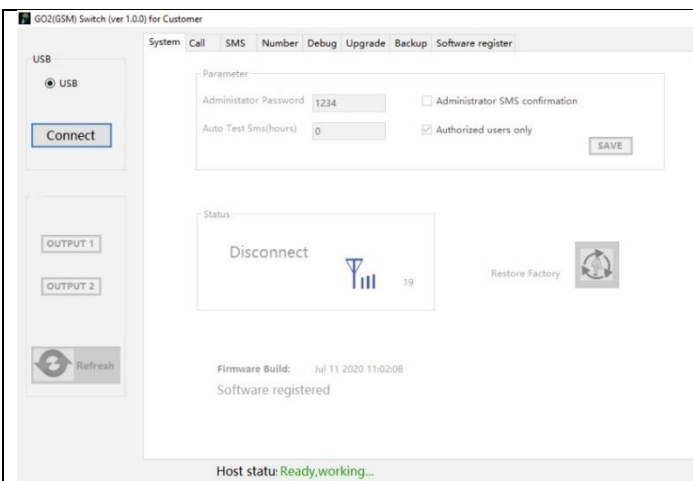 GO2(GSM) Switch (ver 1.0.0) for Customer
System Call SMS Number Debug Upgrade Backup Software register
USB
USB
Connect
OUTPUT 1
OUTPUT 2
Refresh
Parameter
Administator Password 1234
Administrator SMS confirmation
Auto Test Sms(hours) 0
Authorized users only
SAVE
Status
Disconnect
19
Restore Factory
Firmware Build: Jul 11 2020 11:02:08
Software registered
Host statu: Ready,working...